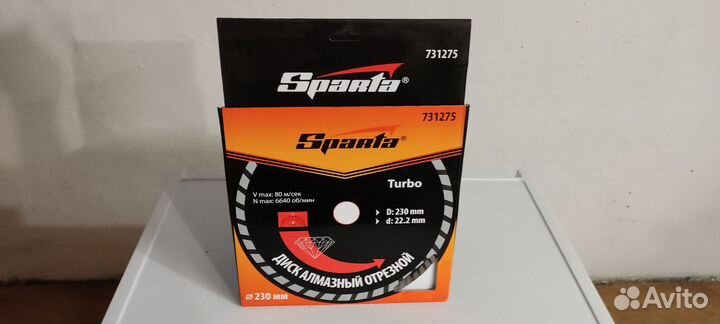 731275
Sparta®
731275
Sparta®
Turbo
V max: 80 м/сек
N max: 6640 об/мин
D: 230 mm
d: 22.2 mm
ДИСК АЛМАЗНЫЙ ОТРЕЗНОЙ
Ø 230 мм
Avito